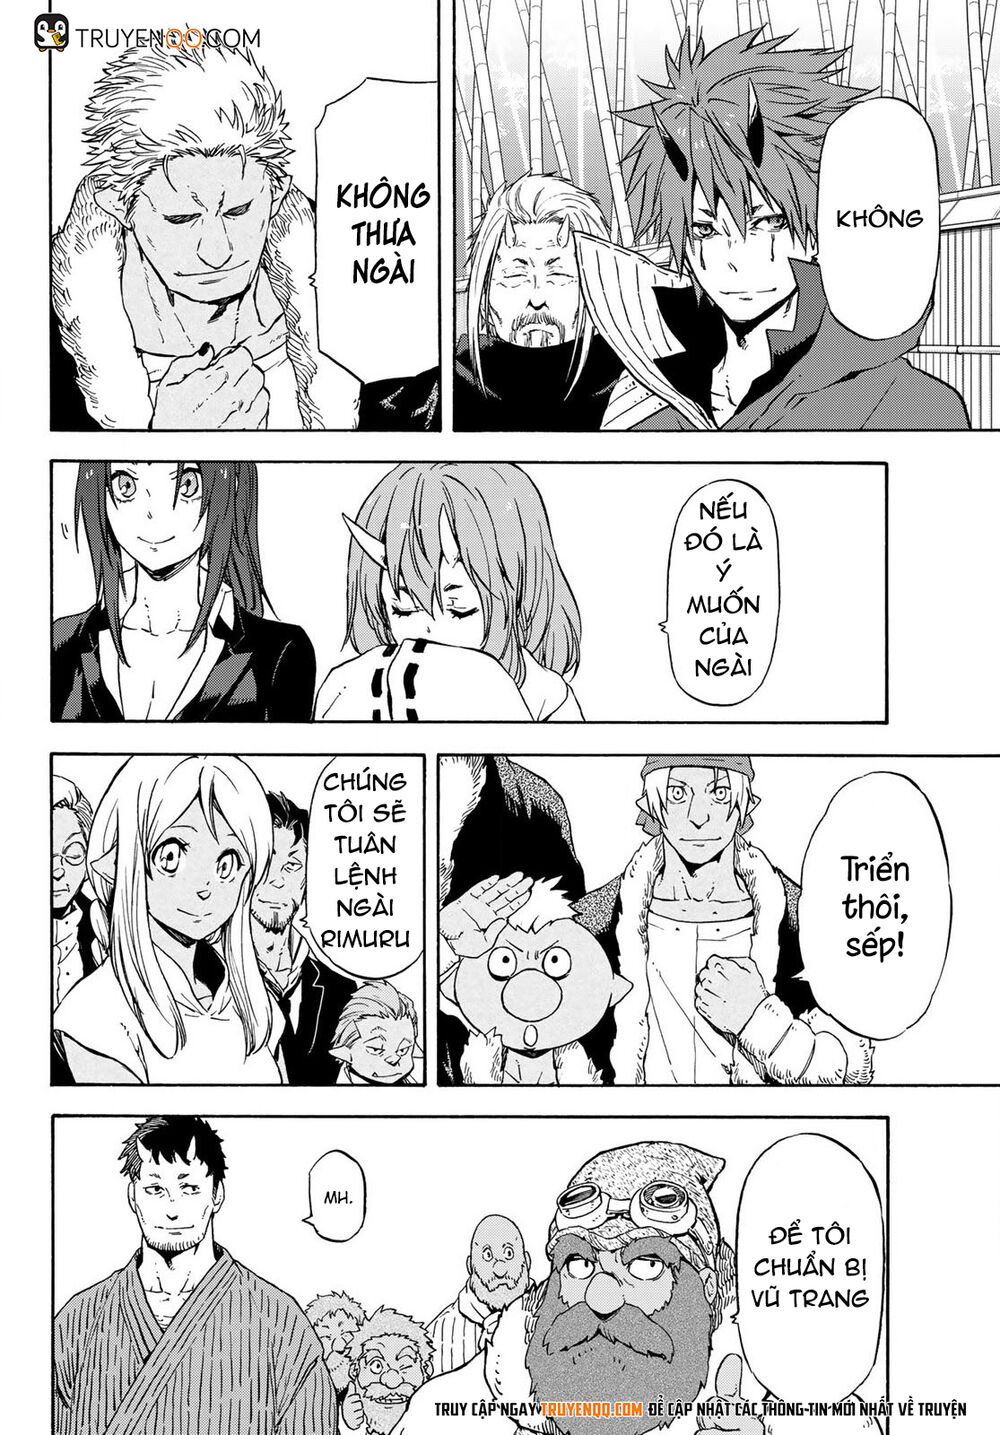 TRUYENQQ.COM
KHÔNG
KHÔNG
THƯA
NGÀI
NẾU
ĐÓ LÀ
Ý
MUỐN
CỦA
NGÀI
CHÚNG
TÔI SẼ
TUÂN
LỆNH
NGÀI
RIMURU
Triển
thôi,
sếp!
MH.
ĐỂ TÔI
CHUẨN BỊ
VŨ TRANG
TRUY CẬP NGAY TRUYENQQ.COM ĐỂ CẬP NHẬT CÁC THÔNG TIN MỚI NHẤT VỀ TRUYỆN